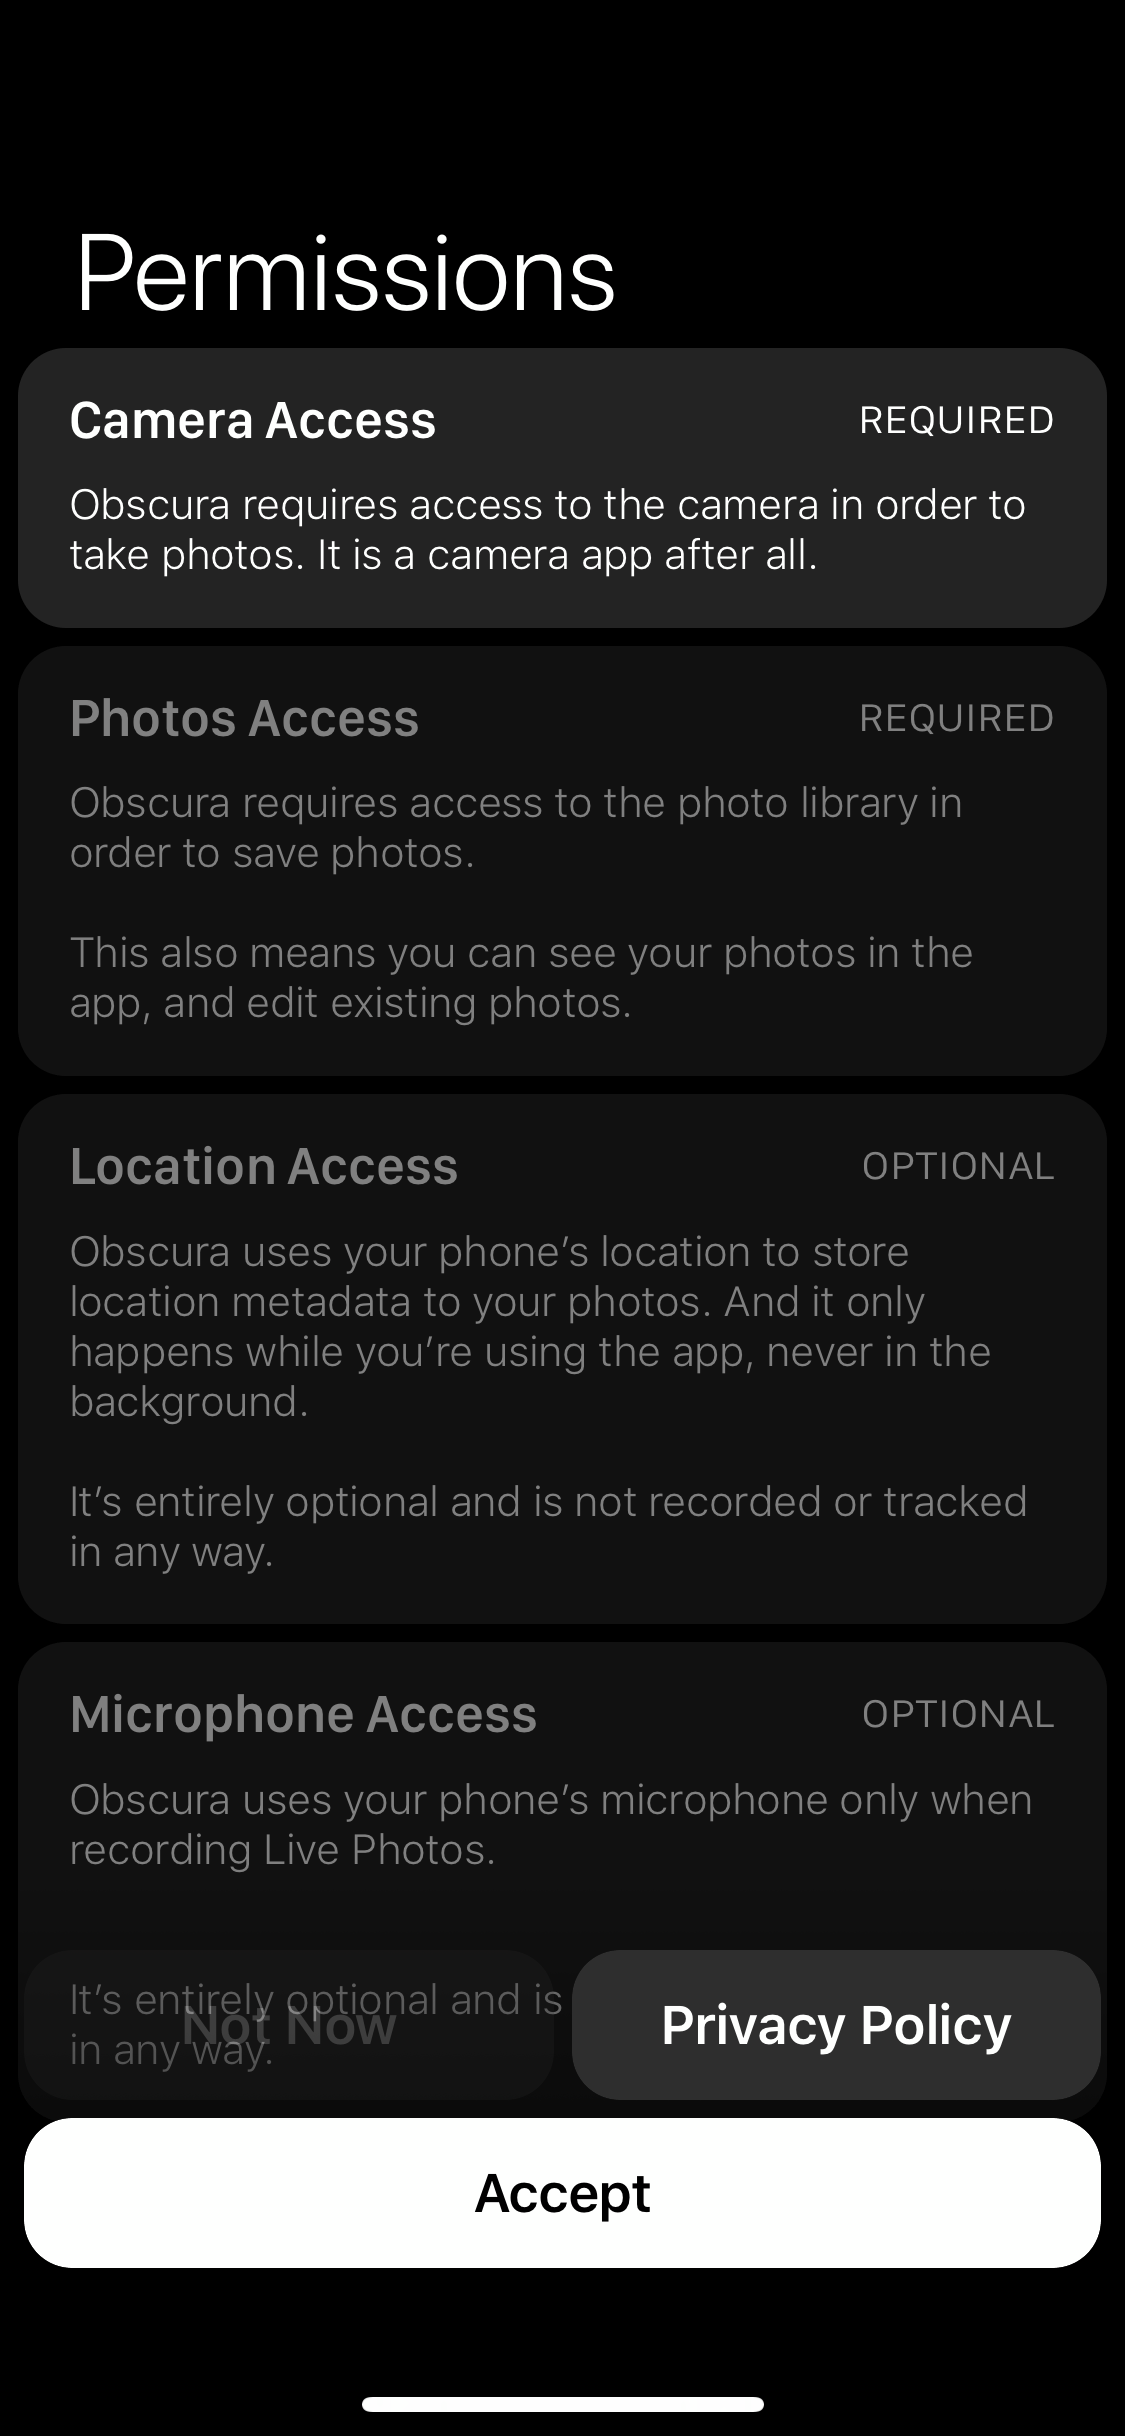 Permissions
Camera Access
REQUIRED
Obscura requires access to the camera in order to
take photos. It is a camera app after all.
Photos Access
REQUIRED
Obscura requires access to the photo library in
order to save photos.
This also means you can see your photos in the
app, and edit existing photos.
Location Access
OPTIONAL
Obscura uses your phone’s location to store
location metadata to your photos. And it only
happens while you’re using the app, never in the
background.
It’s entirely optional and is not recorded or tracked
in any way.
Microphone Access
OPTIONAL
Obscura uses your phone’s microphone only when
recording Live Photos.
It’s entirely optional and is
in any way.
Not Now
Privacy Policy
Accept